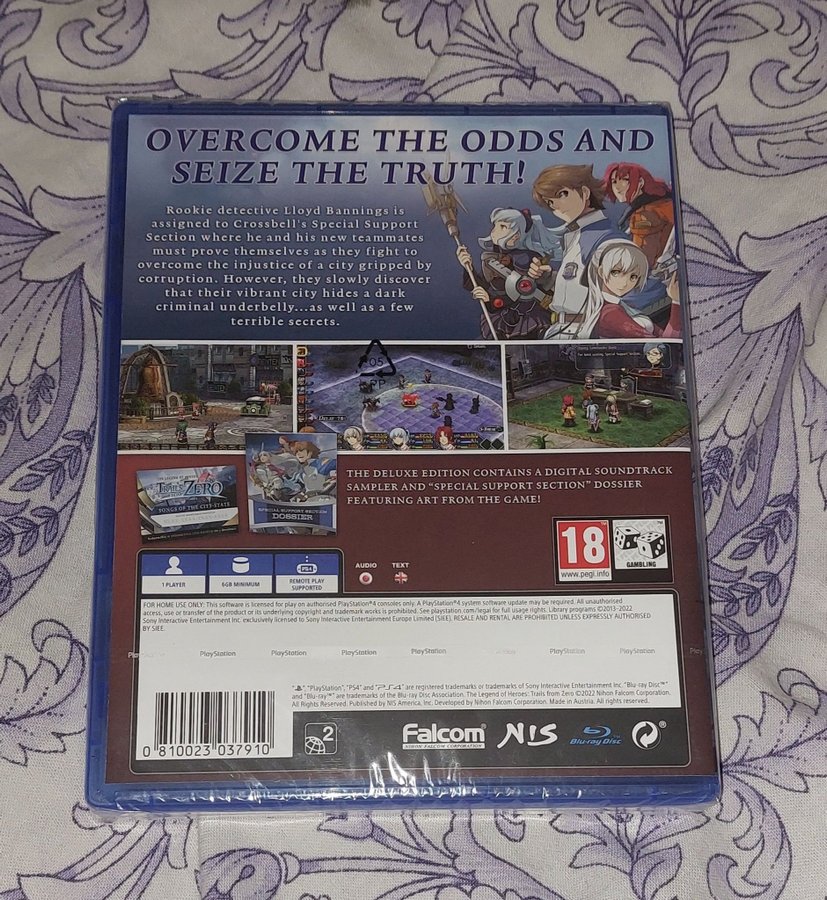 OVERCOME THE ODDS AND
SEIZE THE TRUTH!
Rookie detective Lloyd Bannings is
assigned to Crossbell's Special Support
Section where he and his new teammates
must prove themselves as they fight to
overcome the injustice of a city gripped by
corruption. However, they slowly discover
that their vibrant city hides a dark
criminal underbelly...as well as a few
terrible secrets.
THE LEGEND OF HEROES
TRAILS ZERO
SONGS OF THE CITY-STATE
SPECIAL SUPPORT SECTION
DOSSIER
THE DELUXE EDITION CONTAINS A DIGITAL SOUNDTRACK
SAMPLER AND “SPECIAL SUPPORT SECTION” DOSSIER
FEATURING ART FROM THE GAME!
18
www.pegi.info
GAMBLING
1 PLAYER
6GB MINIMUM
PS4
REMOTE PLAY
SUPPORTED
AUDIO
TEXT
FOR HOME USE ONLY: This software is licensed for play on authorised PlayStation®4 consoles only. A PlayStation®4 system software update may be required. All unauthorised
access, use or transfer of the product or its underlying copyright and trademark works is prohibited. See playstation.com/legal for full usage rights. Library programs ©2013-2022
Sony Interactive Entertainment Inc. exclusively licensed to Sony Interactive Entertainment Europe Limited (SIEE). RESALE AND RENTAL ARE PROHIBITED UNLESS EXPRESSLY AUTHORISED
BY SIEE.
PlayStation PlayStation PlayStation PlayStation PlayStation PlayStation
"PlayStation", "PS4" and "PS4" are registered trademarks or trademarks of Sony Interactive Entertainment Inc. "Blu-ray Disc™"
and "Blu-ray™" are trademarks of the Blu-ray Disc Association. The Legend of Heroes: Trails from Zero ©2022 Nihon Falcom Corporation.
All Rights Reserved. Published by NIS America, Inc. Developed by Nihon Falcom Corporation. Made in Austria. All rights reserved.
0 810023 037910
2
Falcom®
NIHON FALCOM CORPORATION
NIS
Blu-ray Disc™